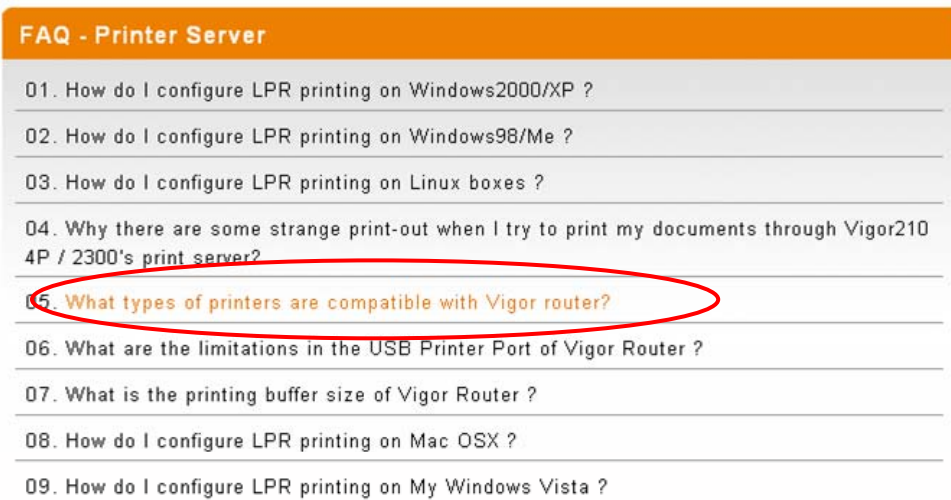 FAQ - Printer Server
01. How do I configure LPR printing on Windows2000/XP ?
02. How do I configure LPR printing on Windows98/Me ?
03. How do I configure LPR printing on Linux boxes ?
04. Why there are some strange print-out when I try to print my documents through Vigor210
4P / 2300's print server?
05. What types of printers are compatible with Vigor router?
06. What are the limitations in the USB Printer Port of Vigor Router ?
07. What is the printing buffer size of Vigor Router ?
08. How do I configure LPR printing on Mac OSX ?
09. How do I configure LPR printing on My Windows Vista ?